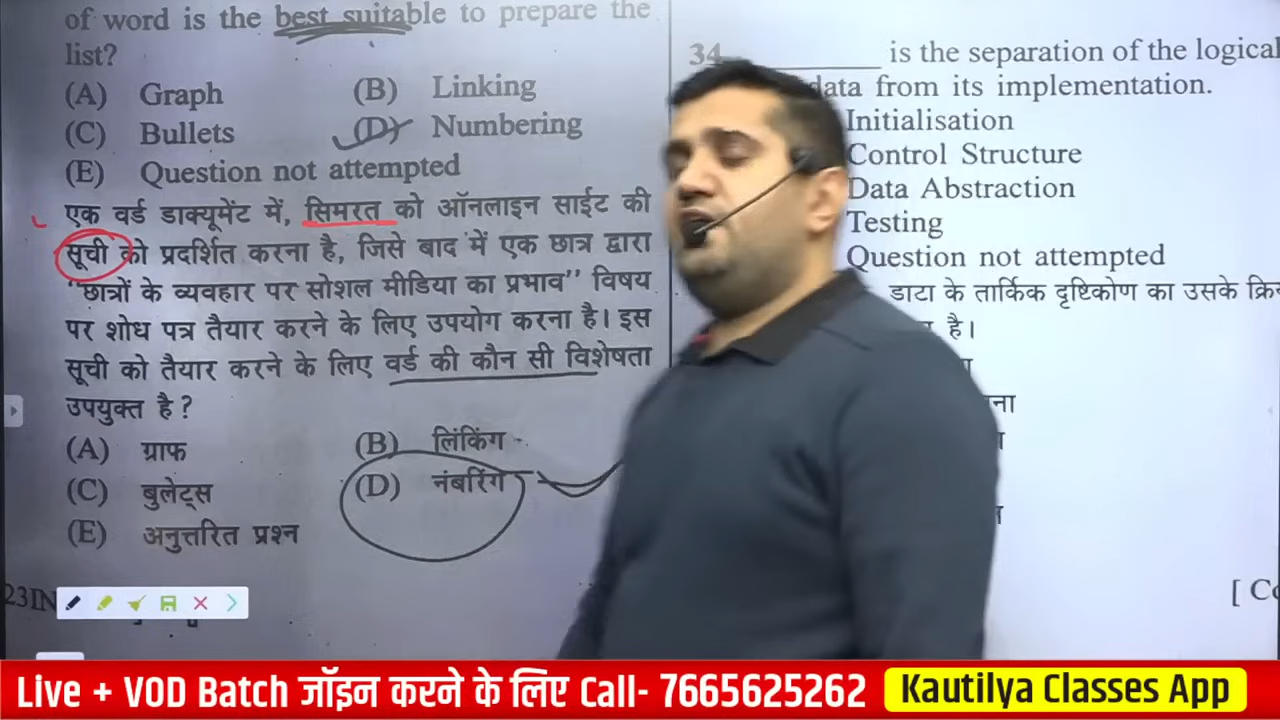 of word is the best suitable to prepare the
list?
(A) Graph (B) Linking
(C) Bullets (D) Numbering
(E) Question not attempted
एक वर्ड डाक्यूमेंट में, सिमरत को ऑनलाइन साईट की
सूची को प्रदर्शित करना है, जिसे बाद में एक छात्र द्वारा
"छात्रों के व्यवहार पर सोशल मीडिया का प्रभाव" विषय
पर शोध पत्र तैयार करने के लिए उपयोग करना है। इस
सूची को तैयार करने के लिए वर्ड की कौन सी विशेषता
उपयुक्त है?
(A) ग्राफ (B) लिंकिंग
(C) बुलेट्स (D) नंबरिंग
(E) अनुत्तरित प्रश्न
23IN
34. is the separation of the logical
data from its implementation.
Initialisation
Control Structure
Data Abstraction
Testing
Question not attempted
डाटा के तार्किक दृष्टिकोण का उसके
है।
Live + VOD Batch जॉइन करने के लिए Call- 7665625262
Kautilya Classes App